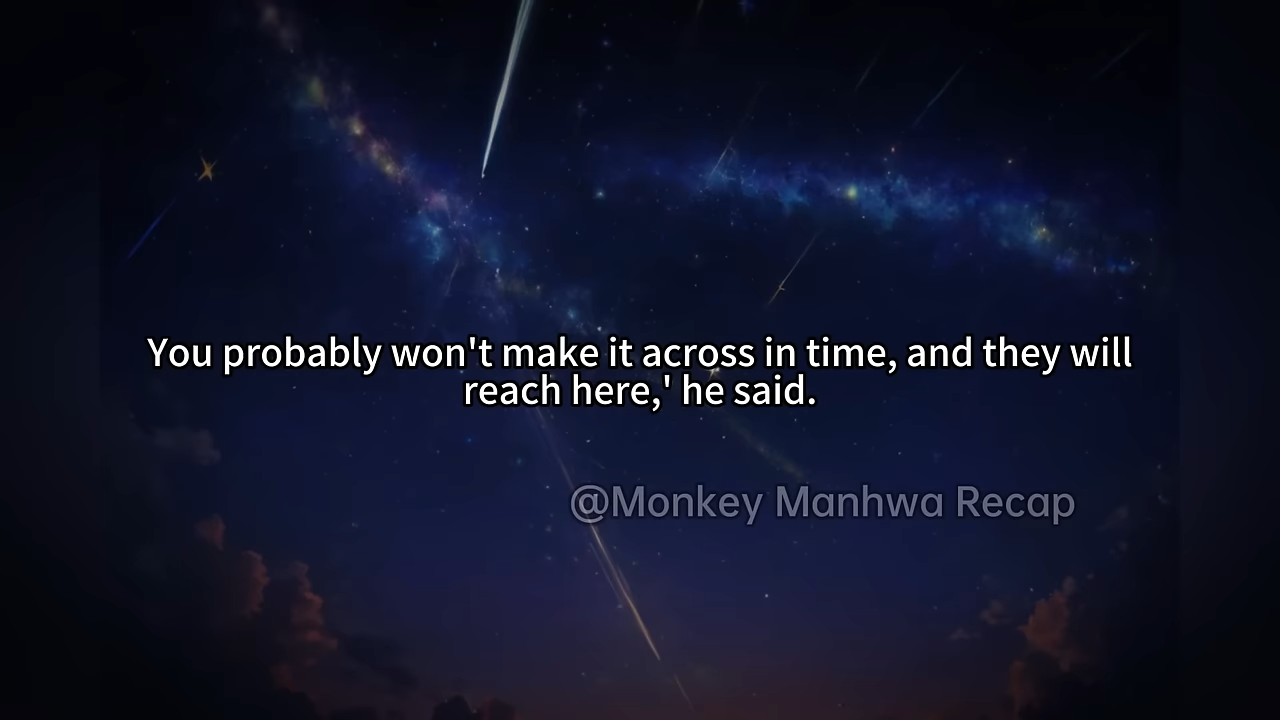 You probably won't make it across in time, and they will
reach here,' he said.
@Monkey Manhwa Recap